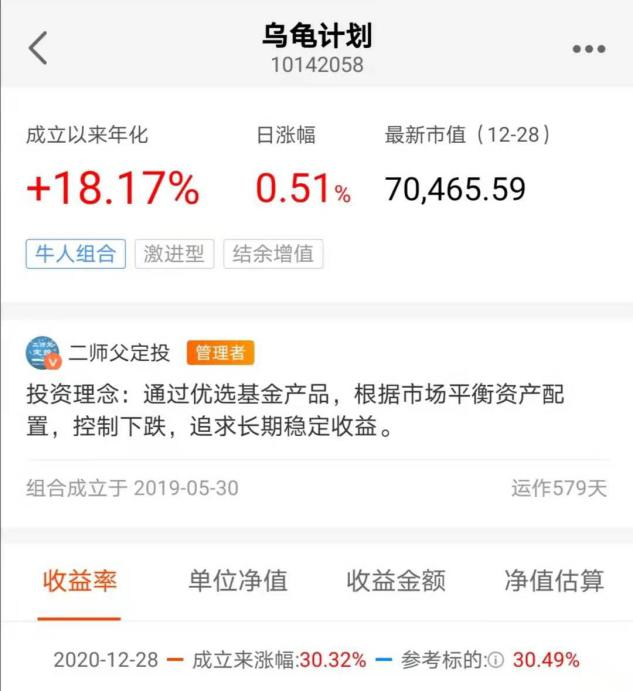 乌龟计划
10142058
成立以来年化 日涨幅 最新市值（12-28）
+18.17% 0.51% 70,465.59
牛人组合 激进型 结余增值
二师父定投 管理者
投资理念：通过优选基金产品，根据市场平衡资产配
置，控制下跌，追求长期稳定收益。
组合成立于 2019-05-30 运作579天
收益率 单位净值 收益金额 净值估算
2020-12-28 成立来涨幅:30.32% 参考标的: 30.49%